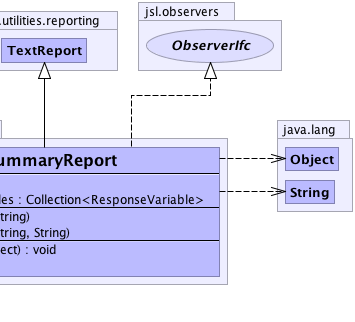 .utilities.reporting
TextReport
jsl.observers
ObserverIfc
java.lang
Object
String
ummaryReport
les : Collection<ResponseVariable>
tring)
tring, String)
ect) : void